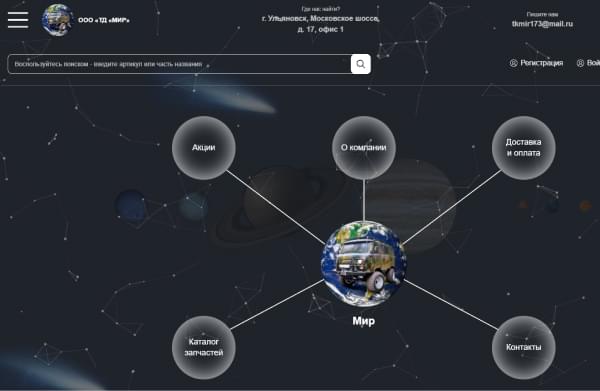 ООО «ТД «МИР»
Где нас найти?
г. Ульяновск, Московское шоссе,
д. 17, офис 1
Пишите нам
tkmir173@mail.ru
Воспользуйтесь поиском - введите артикул или часть названия
Регистрация
Вой
Акции
О компании
Доставка
и оплата
Мир
Каталог
запчастей
Контакты